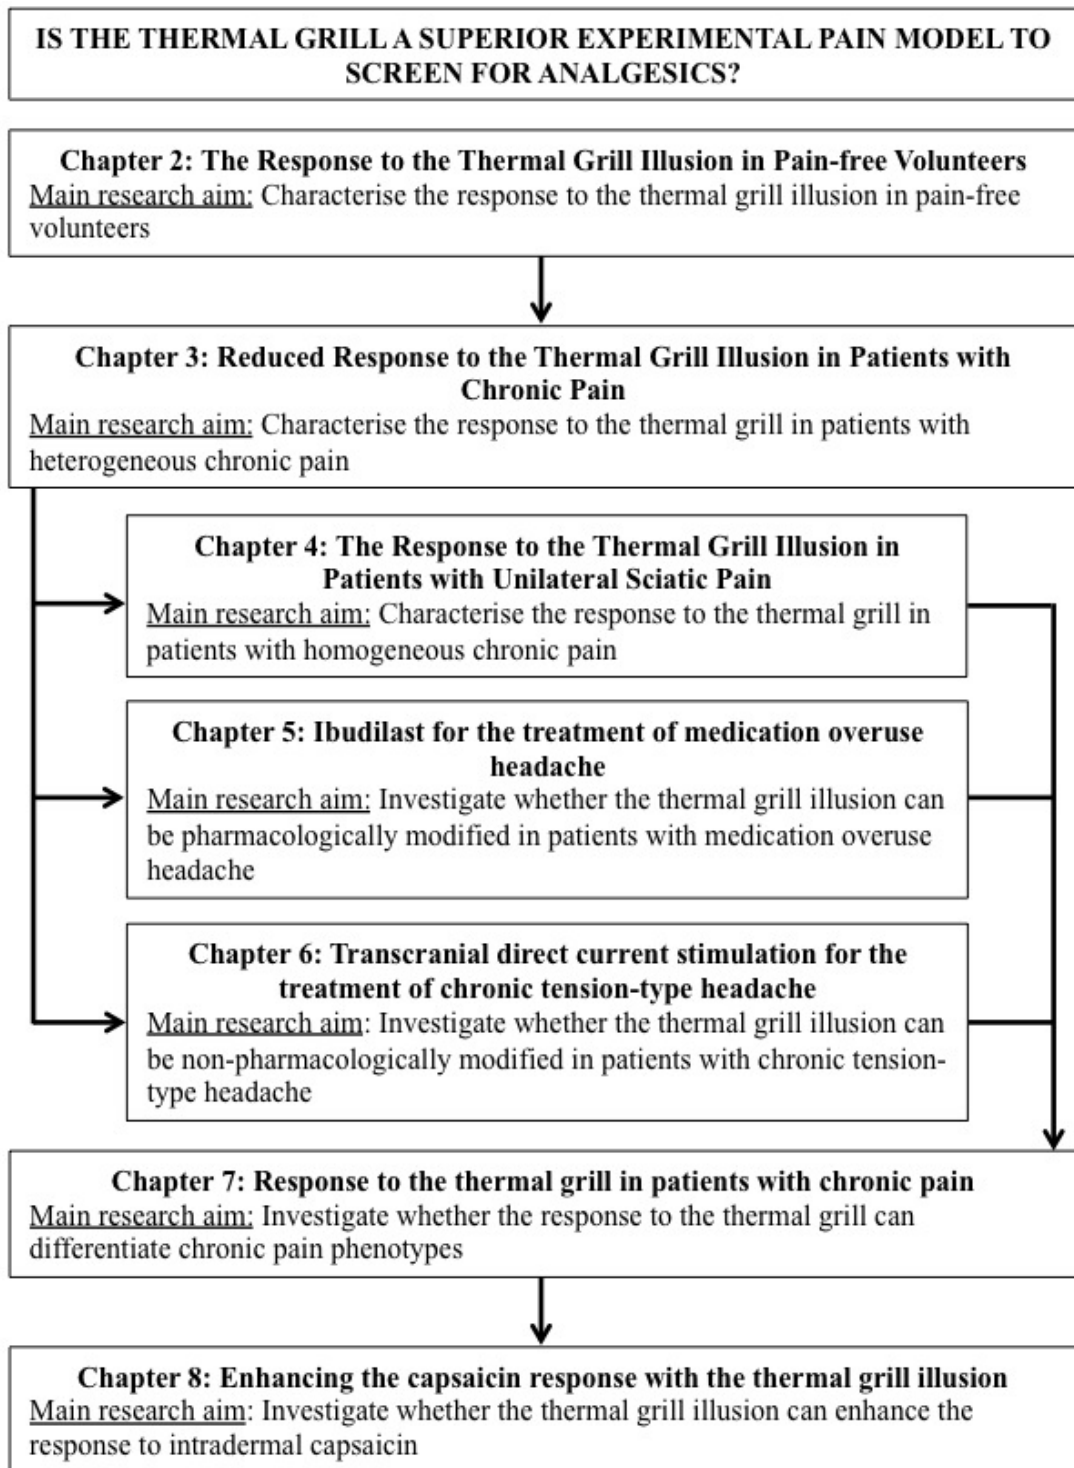 IS THE THERMAL GRILL A SUPERIOR EXPERIMENTAL PAIN MODEL TO
SCREEN FOR ANALGESICS?
Chapter 2: The Response to the Thermal Grill Illusion in Pain-free Volunteers
Main research aim: Characterise the response to the thermal grill illusion in pain-free
volunteers
Chapter 3: Reduced Response to the Thermal Grill Illusion in Patients with
Chronic Pain
Main research aim: Characterise the response to the thermal grill in patients with
heterogeneous chronic pain
Chapter 4: The Response to the Thermal Grill Illusion in
Patients with Unilateral Sciatic Pain
Main research aim: Characterise the response to the thermal grill in
patients with homogeneous chronic pain
Chapter 5: Ibudilast for the treatment of medication overuse
headache
Main research aim: Investigate whether the thermal grill illusion can
be pharmacologically modified in patients with medication overuse
headache
Chapter 6: Transcranial direct current stimulation for the
treatment of chronic tension-type headache
Main research aim: Investigate whether the thermal grill illusion can
be non-pharmacologically modified in patients with chronic tension-
type headache
Chapter 7: Response to the thermal grill in patients with chronic pain
Main research aim: Investigate whether the response to the thermal grill can
differentiate chronic pain phenotypes
Chapter 8: Enhancing the capsaicin response with the thermal grill illusion
Main research aim: Investigate whether the thermal grill illusion can enhance the
response to intradermal capsaicin